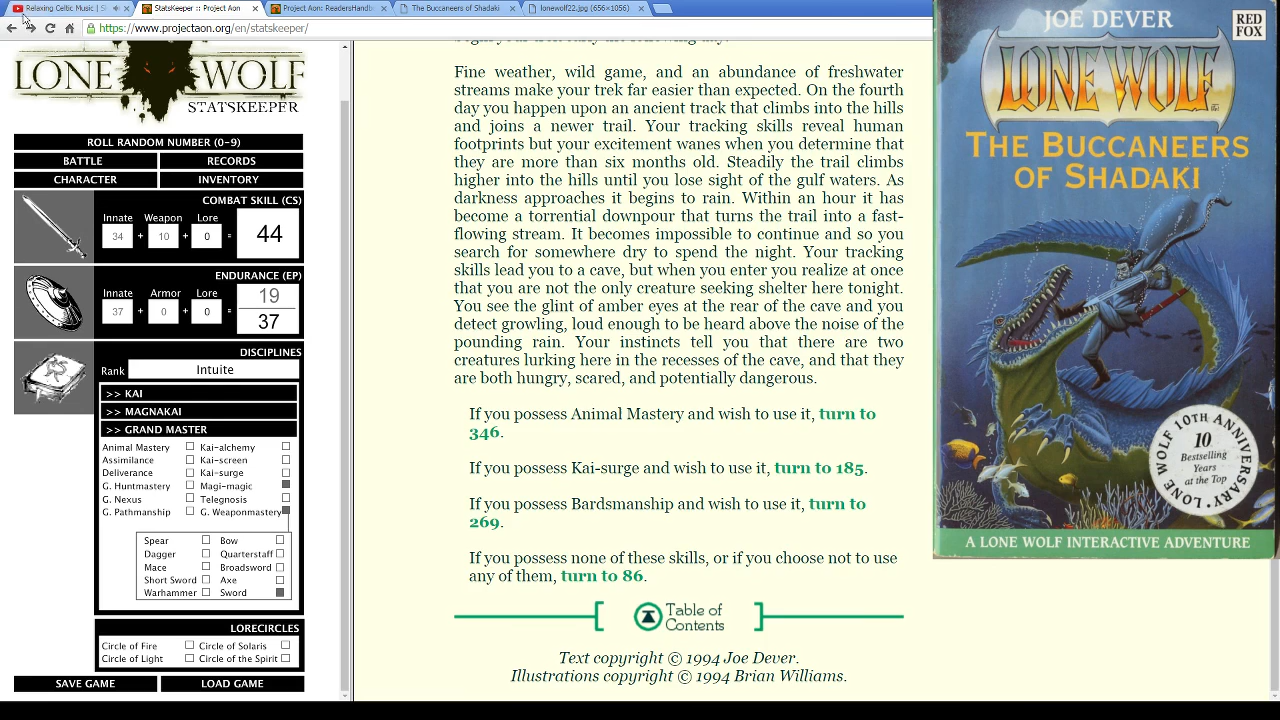 Relaxing Celtic Music | S
StatsKeeper :: Project Aon
Project Aon: ReadersHandb
The Buccaneers of Shadaki
lonewolf22.jpg (656×1056)
https://www.projectaon.org/en/statskeeper/
LONE WOLF
STATSKEEPER
ROLL RANDOM NUMBER (0-9)
BATTLE RECORDS
CHARACTER INVENTORY
COMBAT SKILL (CS)
Innate Weapon Lore
34 + 10 + 0 = 44
ENDURANCE (EP)
Innate Armor Lore 19
37 + 0 + 0 = 37
DISCIPLINES
Rank Intuite
>> KAI
>> MAGNAKAI
>> GRAND MASTER
Animal Mastery Kai-alchemy
Assimilance Kai-screen
Deliverance Kai-surge
G. Huntmastery Magi-magic
G. Nexus Telegnosis
G. Pathmanship G. Weaponmastery
Spear Bow
Dagger Quarterstaff
Mace Broadsword
Short Sword Axe
Warhammer Sword
LORECIRCLES
Circle of Fire Circle of Solaris
Circle of Light Circle of the Spirit
SAVE GAME LOAD GAME
Fine weather, wild game, and an abundance of freshwater
streams make your trek far easier than expected. On the fourth
day you happen upon an ancient track that climbs into the hills
and joins a newer trail. Your tracking skills reveal human
footprints but your excitement wanes when you determine that
they are more than six months old. Steadily the trail climbs
higher into the hills until you lose sight of the gulf waters. As
darkness approaches it begins to rain. Within an hour it has
become a torrential downpour that turns the trail into a fast-
flowing stream. It becomes impossible to continue and so you
search for somewhere dry to spend the night. Your tracking
skills lead you to a cave, but when you enter you realize at once
that you are not the only creature seeking shelter here tonight.
You see the glint of amber eyes at the rear of the cave and you
detect growling, loud enough to be heard above the noise of the
pounding rain. Your instincts tell you that there are two
creatures lurking here in the recesses of the cave, and that they
are both hungry, scared, and potentially dangerous.
If you possess Animal Mastery and wish to use it, turn to
346.
If you possess Kai-surge and wish to use it, turn to 185.
If you possess Bardsmanship and wish to use it, turn to
269.
If you possess none of these skills, or if you choose not to use
any of them, turn to 86.
Table of
Contents
Text copyright © 1994 Joe Dever.
Illustrations copyright © 1994 Brian Williams.
JOE DEVER
RED
FOX
LONE WOLF
THE BUCCANEERS
OF SHADAKI
LONE WOLF 10TH ANNIVERSARY
10
Bestselling
Years
at the Top
A LONE WOLF INTERACTIVE ADVENTURE